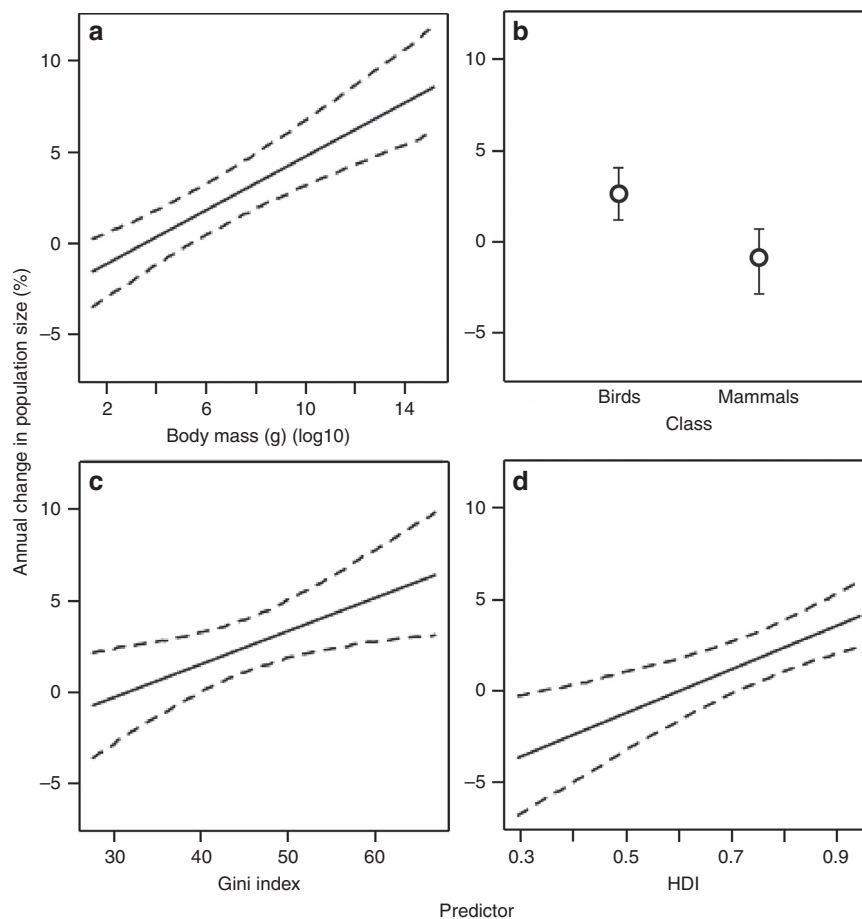 Annual change in population size (%)
a
10
5
0
–5
2 6 10 14
Body mass (g) (log10)
b
10
5
0
–5
Birds Mammals
Class
c
10
5
0
–5
30 40 50 60
Gini index
d
10
5
0
–5
0.3 0.5 0.7 0.9
HDI
Predictor